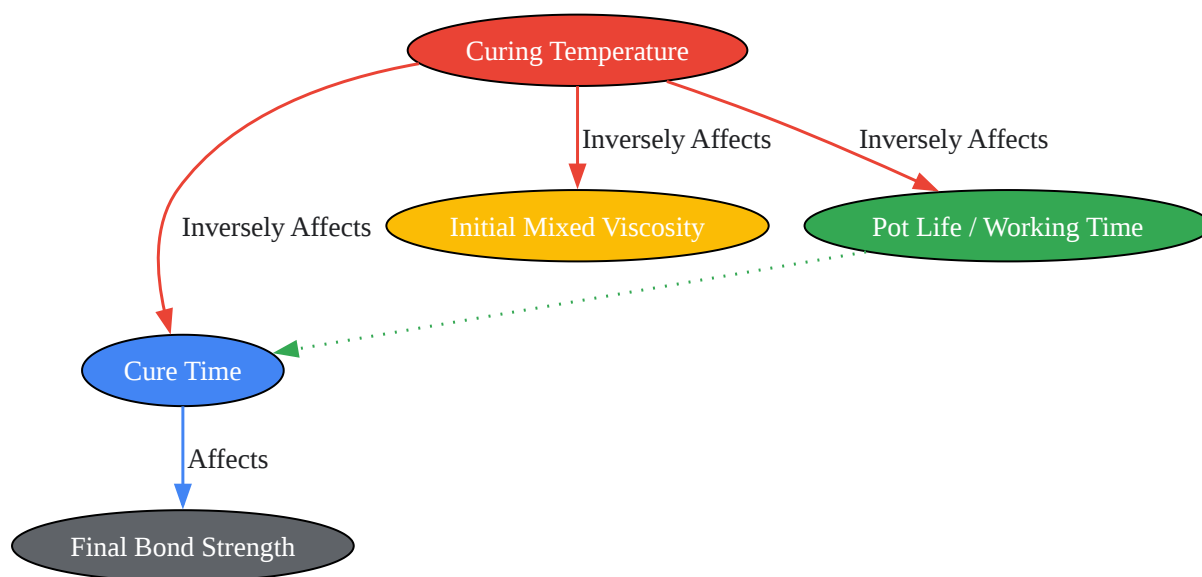 Curing Temperature
Inversely Affects
Inversely Affects
Inversely Affects
Initial Mixed Viscosity
Pot Life / Working Time
Cure Time
Affects
Final Bond Strength